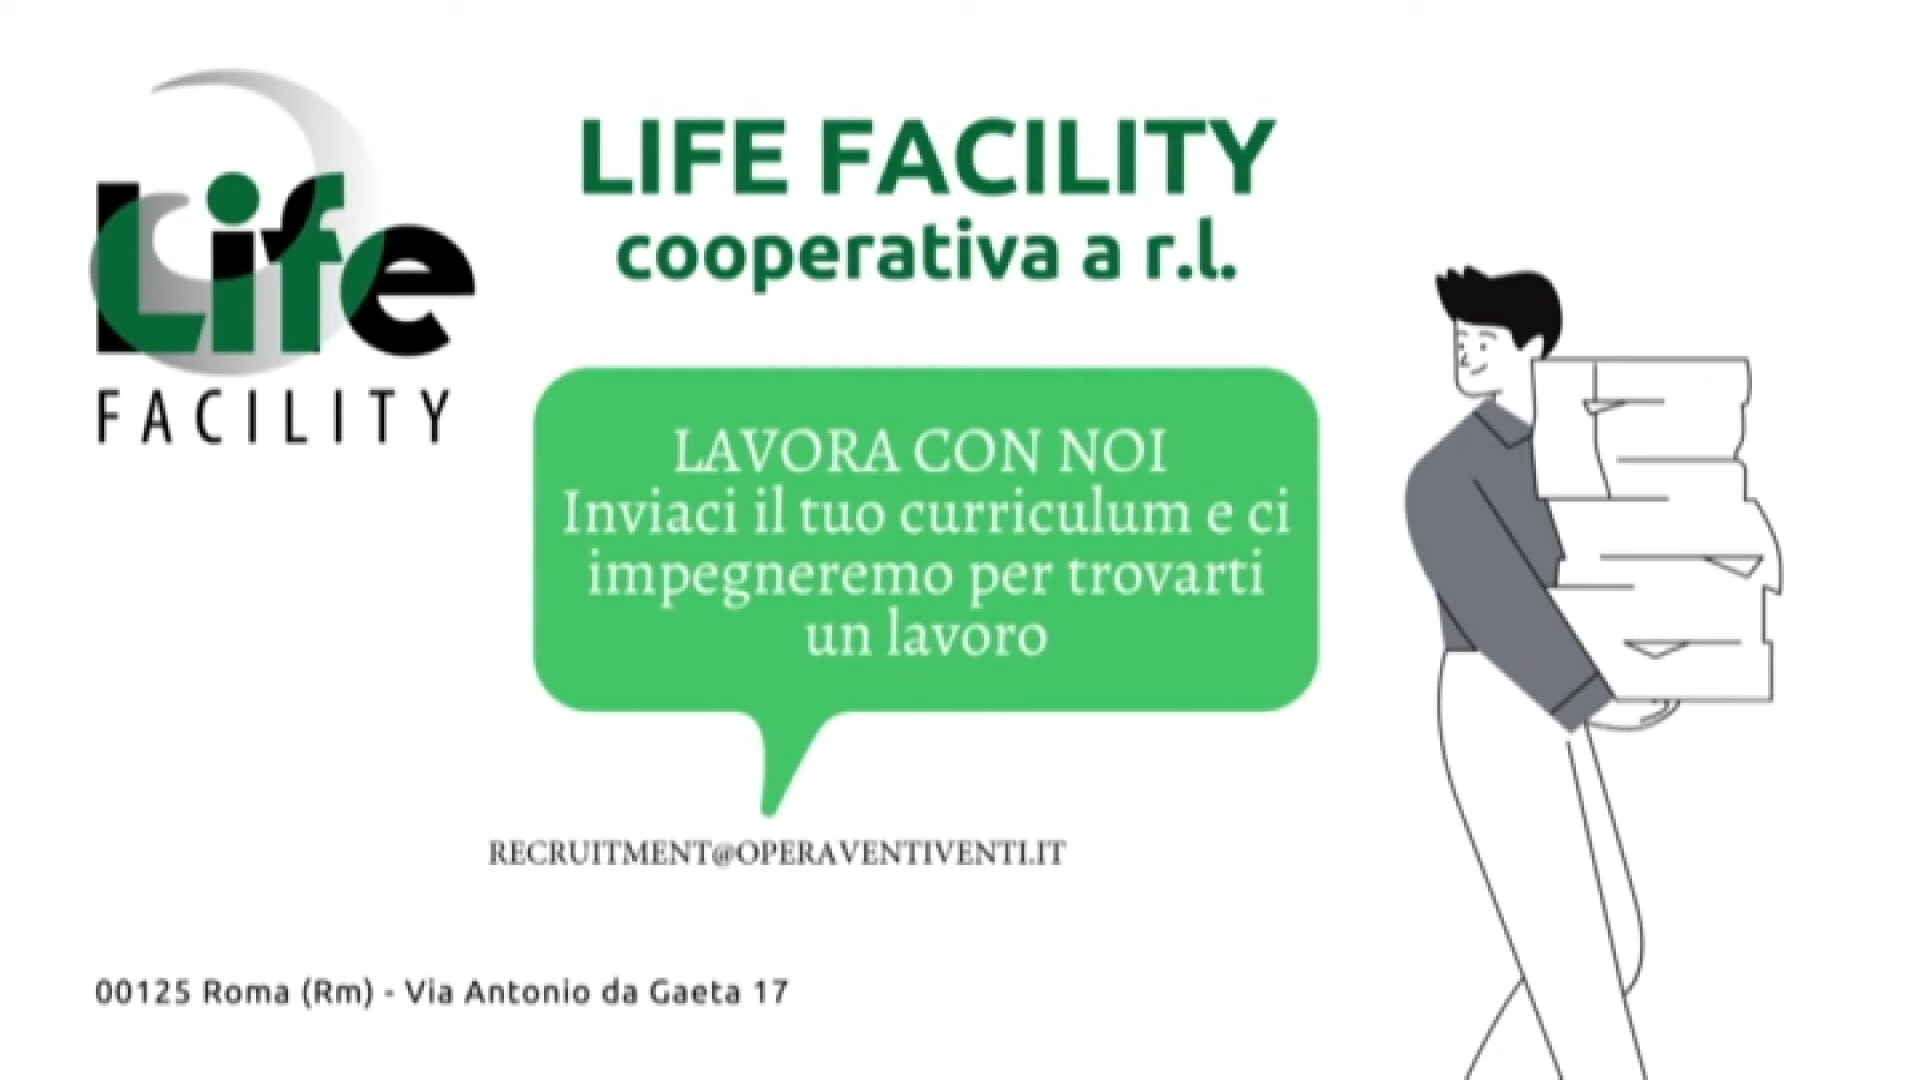 Life
FACILITY
LIFE FACILITY
cooperativa a r.l.
LAVORA CON NOI
Inviaci il tuo curriculum e ci
impegneremo per trovarti
un lavoro
RECRUITMENT@OPERAVENTIVENTI.IT
00125 Roma (Rm) - Via Antonio da Gaeta 17